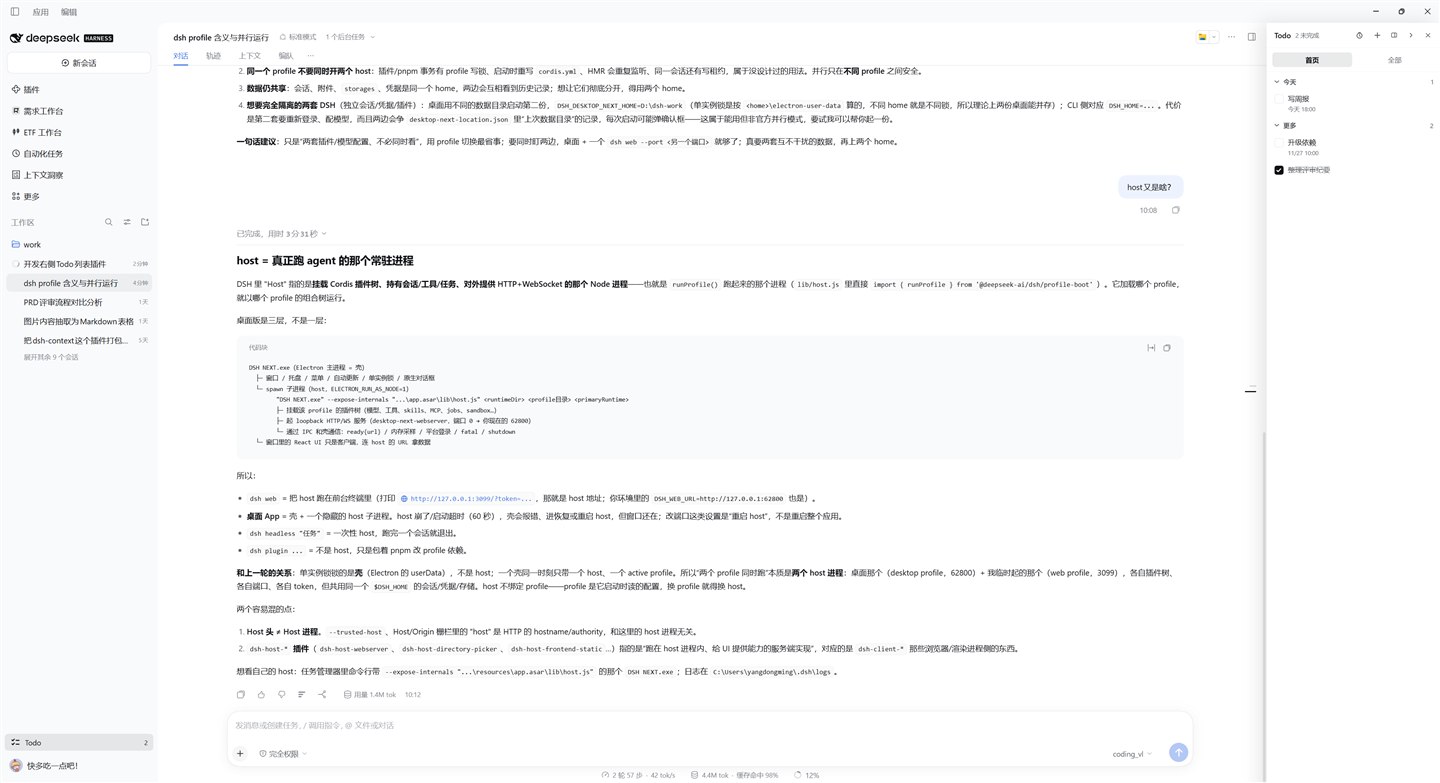 应用 编辑
deepseek HARNESS
新会话
插件
需求工作台
ETF 工作台
自动化任务
上下文洞察
更多
工作区
work
开发右侧Todo列表插件 2分钟
dsh profile 含义与并行运行 4分钟
PRD评审流程对比分析 1天
图片内容抽取为Markdown表格 1天
把dsh-context这个插件打包... 5天
展开其余 9 个会话
Todo 2
快多吃一点吧!
dsh profile 含义与并行运行 标准模式 1 个后台任务
对话 轨迹 上下文 编队 ...
2. 同一个 profile 不要同时开两个 host：插件/pnpm 事务有 profile 写锁、启动时重写 cordis.yml 、HMR 会重复监听、同一会话还有写租约，属于没设计过的用法。并行只在不同 profile 之间安全。
3. 数据仍共享：会话、附件、 storages 、凭据是同一个 home，两边会互相看到历史记录；想让它们彻底分开，得用两个 home。
4. 想要完全隔离的两套 DSH（独立会话/凭据/插件）：桌面用不同的数据目录启动第二份， DSH_DESKTOP_NEXT_HOME=D:\dsh-work （单实例锁是按 <home>\electron-user-data 算的，不同 home 就是不同锁，所以理论上两份桌面能并存）；CLI 侧对应 DSH_HOME=... 。代价
是第二套要重新登录、配模型，而且两边会争 desktop-next-location.json 里“上次数据目录”的记录，每次启动可能弹确认框——这属于能用但非官方并行模式，要试我可以帮你起一份。
一句话建议：只是“两套插件/模型配置、不必同时看”，用 profile 切换最省事；要同时盯两边，桌面 + 一个 dsh web --port <另一个端口> 就够了；真要两套互不干扰的数据，再上两个 home。
host又是啥?
10:08
已完成，用时 3 分 31 秒
host = 真正跑 agent 的那个常驻进程
DSH 里 "Host" 指的是挂载 Cordis 插件树、持有会话/工具/任务、对外提供 HTTP+WebSocket 的那个 Node 进程——也就是 runProfile() 跑起来的那个进程（ lib/host.js 里直接 import { runProfile } from '@deepseek-ai/dsh/profile-boot' ）。它加载哪个 profile，
就以哪个 profile 的组合树运行。
桌面版是三层，不是一层：
代码块
DSH NEXT.exe (Electron 主进程 = 壳)
├─ 窗口 / 托盘 / 菜单 / 自动更新 / 单实例锁 / 原生对话框
└─ spawn 子进程 (host, ELECTRON_RUN_AS_NODE=1)
"DSH NEXT.exe" --expose-internals "...\app.asar\lib\host.js" <runtimeDir> <profile目录> <primaryRuntime>
├─ 挂载该 profile 的插件树 (模型、工具、skills、MCP、jobs、sandbox…)
├─ 起 loopback HTTP/WS 服务 (desktop-next-webserver, 端口 0 → 你现在的 62800)
└─ 通过 IPC 和壳通信: ready(url) / 内存采样 / 平台登录 / fatal / shutdown
└─ 窗口里的 React UI 只是客户端，连 host 的 URL 拿数据
所以：
dsh web = 把 host 跑在前台终端里（打印 http://127.0.0.1:3099/?token=... ，那就是 host 地址；你环境里的 DSH_WEB_URL=http://127.0.0.1:62800 也是）。
桌面 App = 壳 + 一个隐藏的 host 子进程。host 崩了/启动超时（60 秒），壳会报错、进恢复或重启 host，但窗口还在；改端口这类设置是“重启 host”，不是重启整个应用。
dsh headless "任务" = 一次性 host，跑完一个会话就退出。
dsh plugin ... = 不是 host，只是包着 pnpm 改 profile 依赖。
和上一轮的关系：单实例锁锁的是壳（Electron 的 userData），不是 host；一个壳同一时刻只带一个 host、一个 active profile。所以“两个 profile 同时跑”本质是两个 host 进程：桌面那个（desktop profile，62800）+ 我临时起的那个（web profile，3099），各自插件树、
各自端口、各自 token，但共用同一个 $DSH_HOME 的会话/凭据/存储。host 不绑定 profile——profile 是它启动时读的配置，换 profile 就得换 host。
两个容易混的点：
1. Host 头 ≠ Host 进程。 --trusted-host 、Host/Origin 栅栏里的 “host” 是 HTTP 的 hostname/authority，和这里的 host 进程无关。
2. dsh-host-* 插件（ dsh-host-webserver 、 dsh-host-directory-picker 、 dsh-host-frontend-static …）指的是“跑在 host 进程内、给 UI 提供能力的服务端实现”，对应的是 dsh-client-* 那些浏览器/渲染进程侧的东西。
想看自己的 host：任务管理器里命令行带 --expose-internals "...\resources\app.asar\lib\host.js" 的那个 DSH NEXT.exe ；日志在 C:\Users\yangdongming\.dsh\logs 。
用量 1.4M tok 10:12
发消息或创建任务, / 调用指令, @ 文件或对话
完全权限
coding_vl
2 轮 57 步 · 42 tok/s 4.4M tok · 缓存命中 98% 12%
Todo 2 未完成
首页 全部
今天 1
写周报
今天 18:00
更多 2
升级依赖
11/27 10:00
整理评审纪要